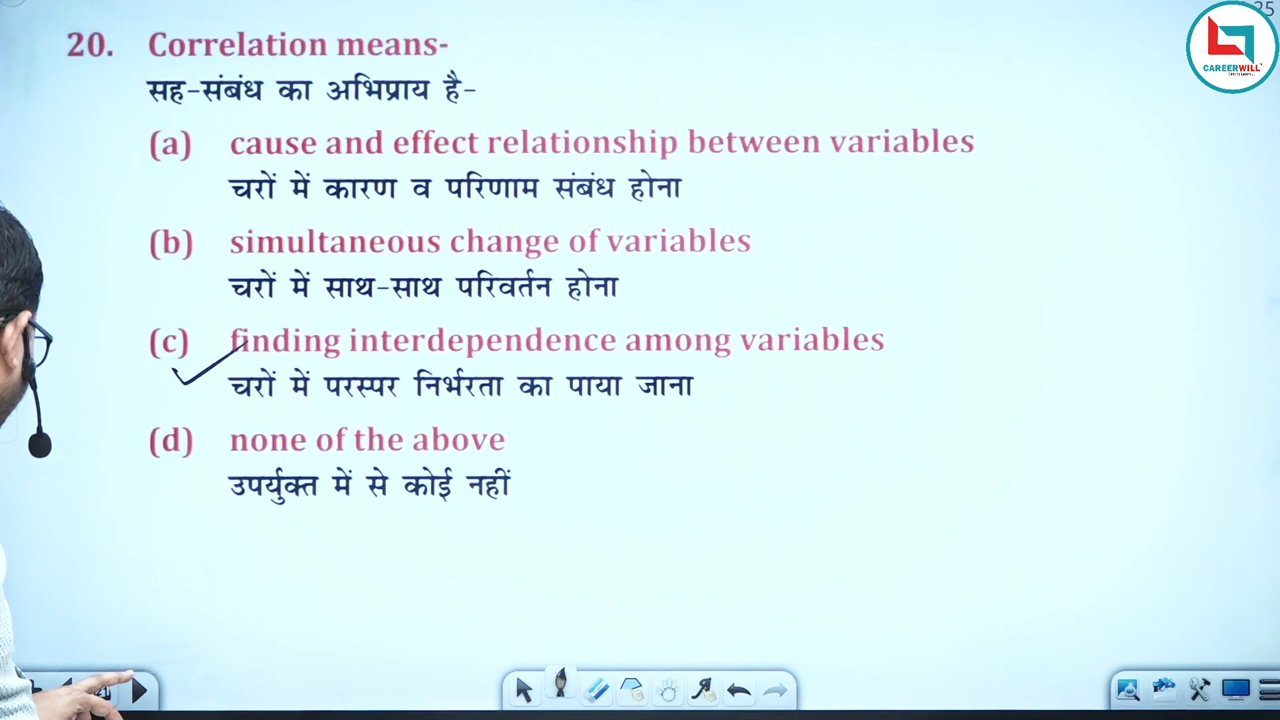 25
CAREERWILL
20. Correlation means-
सह-संबंध का अभिप्राय है-
(a) cause and effect relationship between variables
चरों में कारण व परिणाम संबंध होना
(b) simultaneous change of variables
चरों में साथ-साथ परिवर्तन होना
(c) finding interdependence among variables
चरों में परस्पर निर्भरता का पाया जाना
(d) none of the above
उपर्युक्त में से कोई नहीं